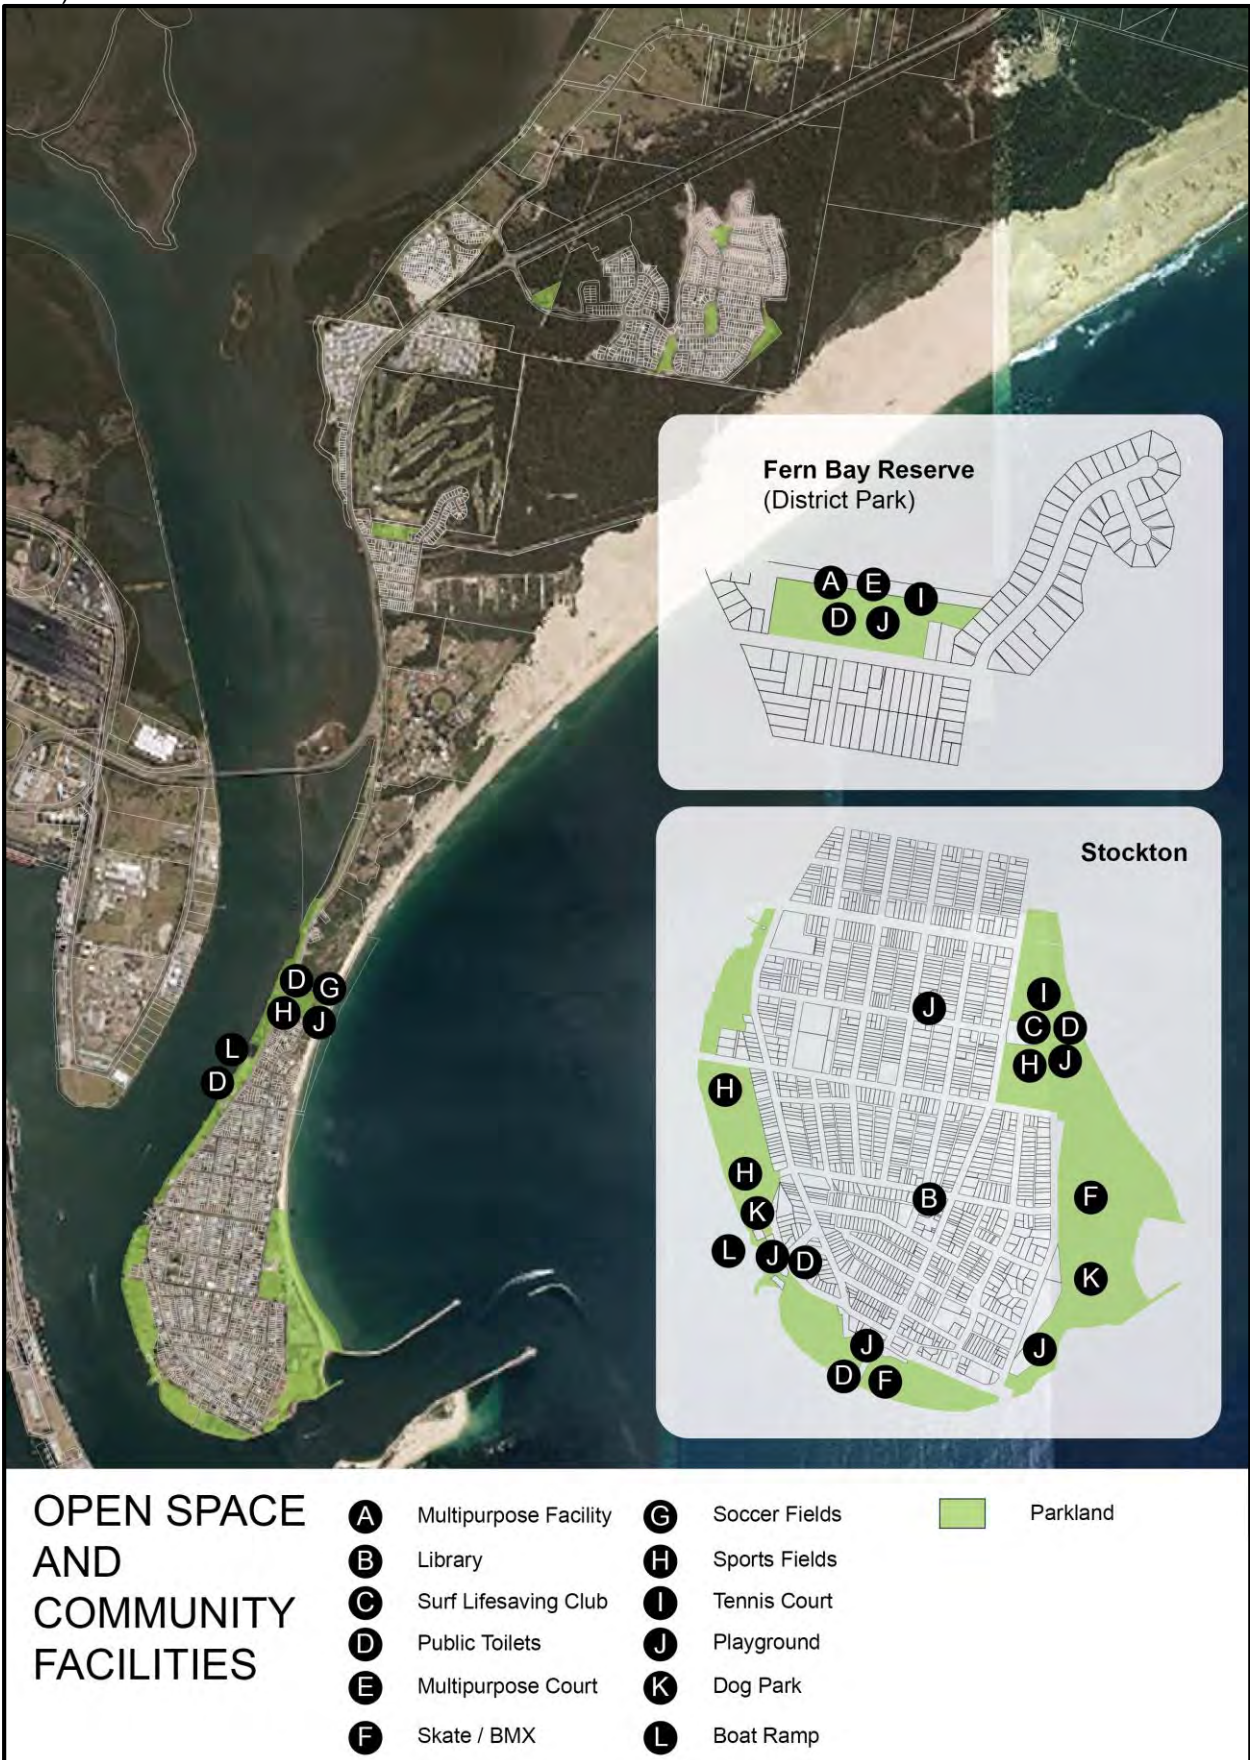 Fern Bay Reserve
(District Park)
A E I
D J
Stockton
D G
H J
L
D
J
I
C D
H J
H
H
K
L J D
B
F
K
J
D F
J
OPEN SPACE
AND
COMMUNITY
FACILITIES
A Multipurpose Facility
B Library
C Surf Lifesaving Club
D Public Toilets
E Multipurpose Court
F Skate / BMX
G Soccer Fields
H Sports Fields
I Tennis Court
J Playground
K Dog Park
L Boat Ramp
Parkland